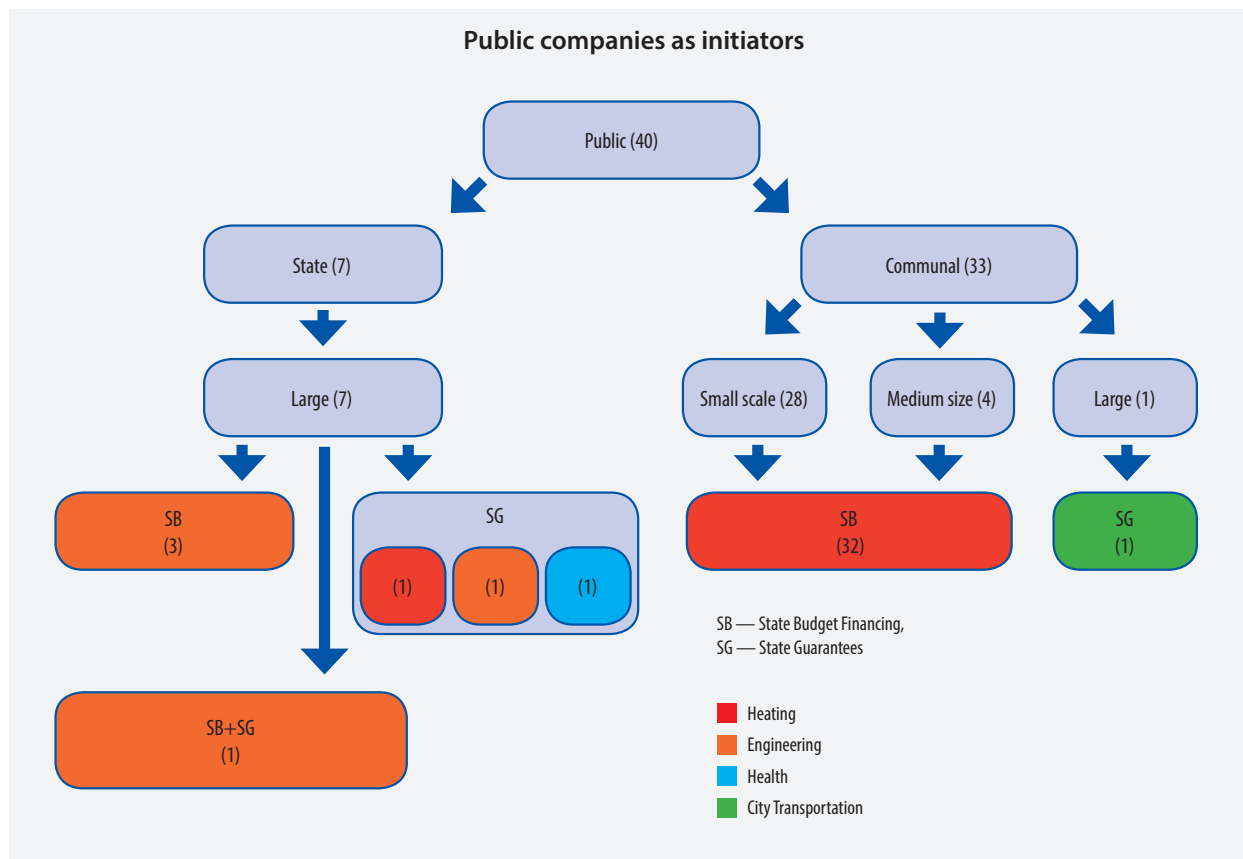 Public companies as initiators
Public (40)
State (7)
Communal (33)
Large (7)
Small scale (28)
Medium size (4)
Large (1)
SB
(3)
SG
(1)
(1)
(1)
SB
(32)
SG
(1)
SB — State Budget Financing,
SG — State Guarantees
SB+SG
(1)
Heating
Engineering
Health
City Transportation